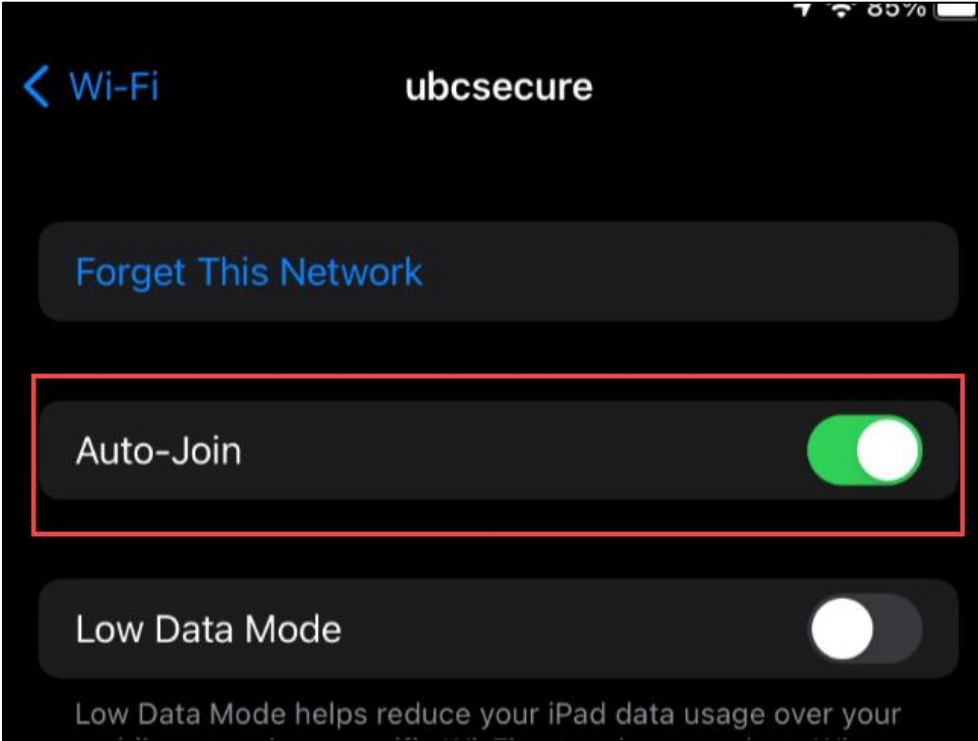 85%
Wi-Fi
ubcsecure
Forget This Network
Auto-Join
Low Data Mode
Low Data Mode helps reduce your iPad data usage over your